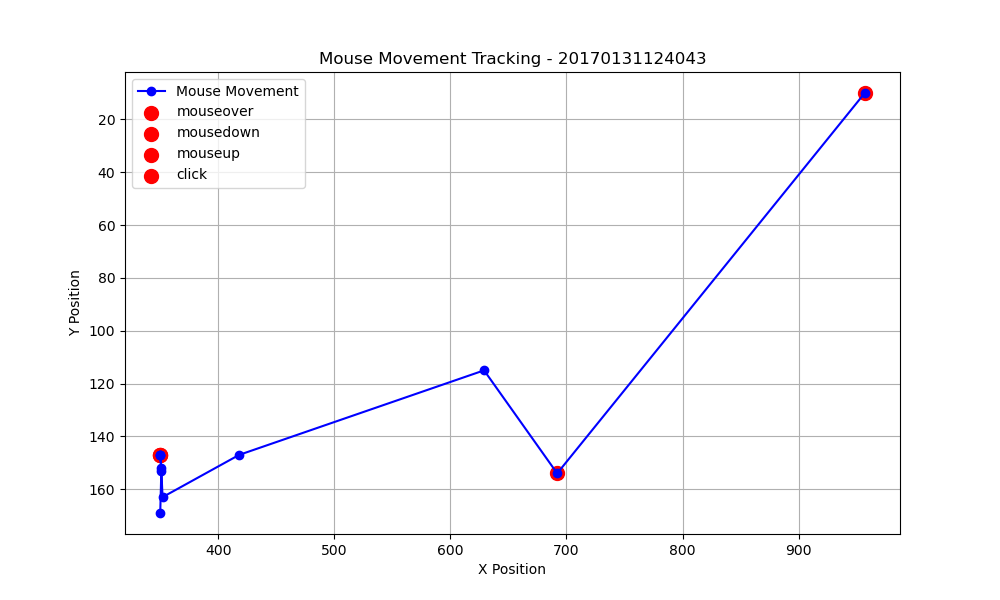 Mouse Movement Tracking - 20170131124043
Mouse Movement
mouseover
mousedown
mouseup
click
20
40
60
80
100
120
140
160
Y Position
400 500 600 700 800 900
X Position